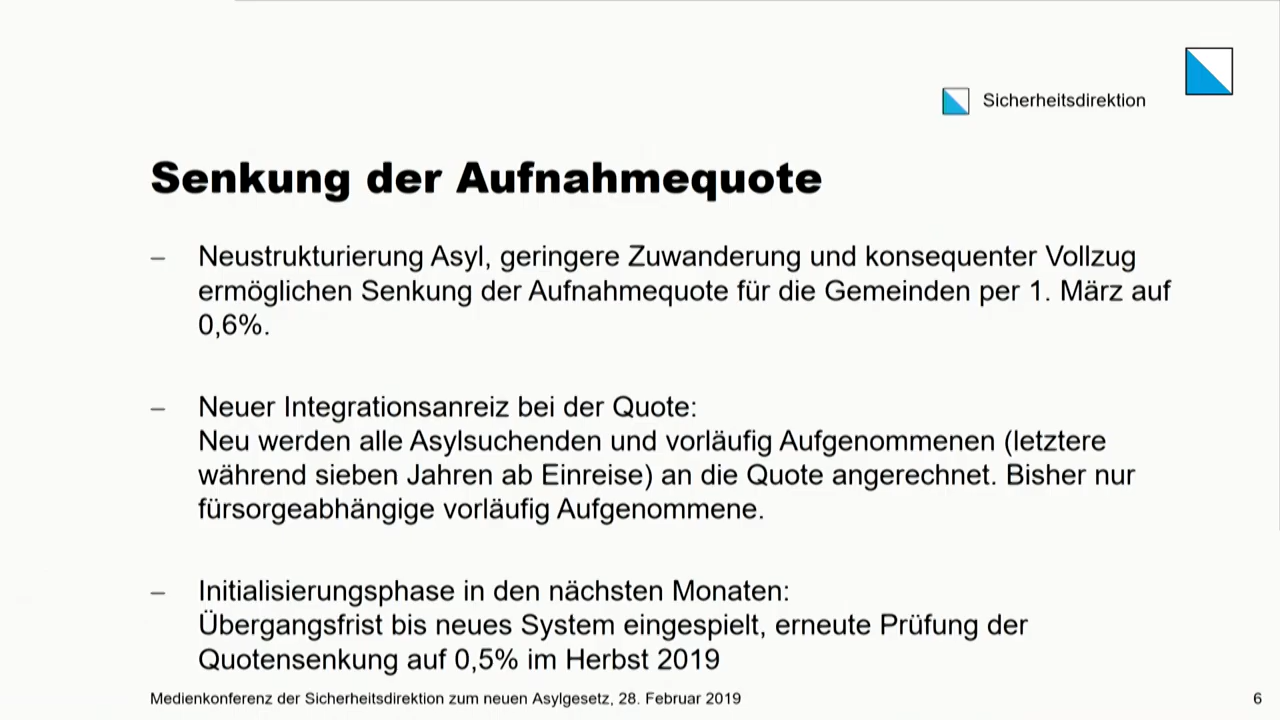 Sicherheitsdirektion
Senkung der Aufnahmequote
– Neustrukturierung Asyl, geringere Zuwanderung und konsequenter Vollzug
ermöglichen Senkung der Aufnahmequote für die Gemeinden per 1. März auf
0,6%.
– Neuer Integrationsanreiz bei der Quote:
Neu werden alle Asylsuchenden und vorläufig Aufgenommenen (letztere
während sieben Jahren ab Einreise) an die Quote angerechnet. Bisher nur
fürsorgeabhängige vorläufig Aufgenommene.
– Initialisierungsphase in den nächsten Monaten:
Übergangsfrist bis neues System eingespielt, erneute Prüfung der
Quotensenkung auf 0,5% im Herbst 2019
Medienkonferenz der Sicherheitsdirektion zum neuen Asylgesetz, 28. Februar 2019 6